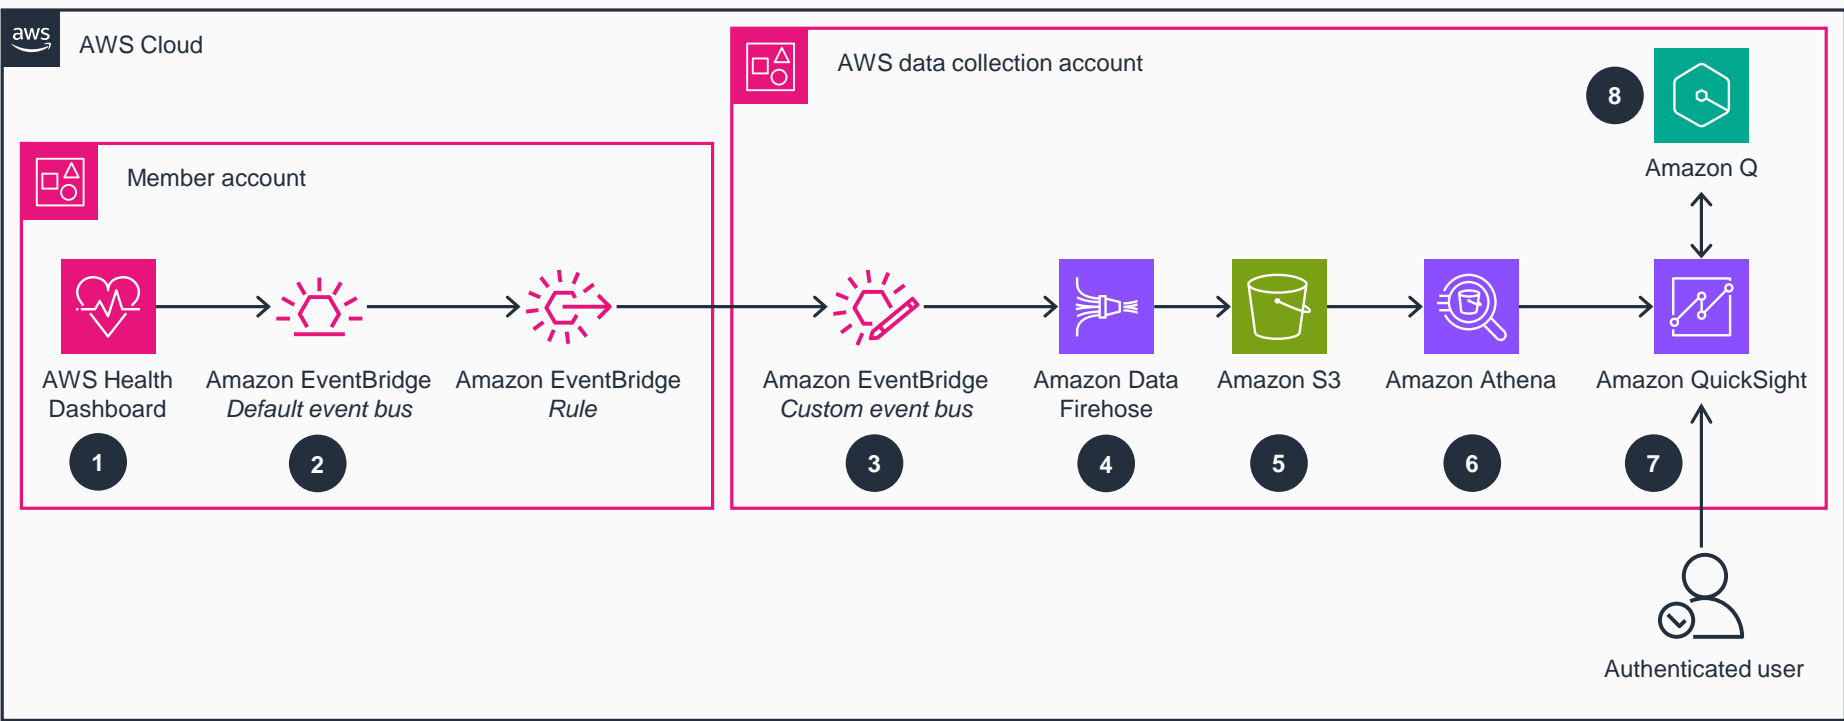 aws
AWS Cloud
AWS data collection account
8
Amazon Q
Member account
AWS Health
Dashboard
Amazon EventBridge
Default event bus
Amazon EventBridge
Rule
Amazon EventBridge
Custom event bus
Amazon Data
Firehose
Amazon S3
Amazon Athena
Amazon QuickSight
1
2
3
4
5
6
7
Authenticated user